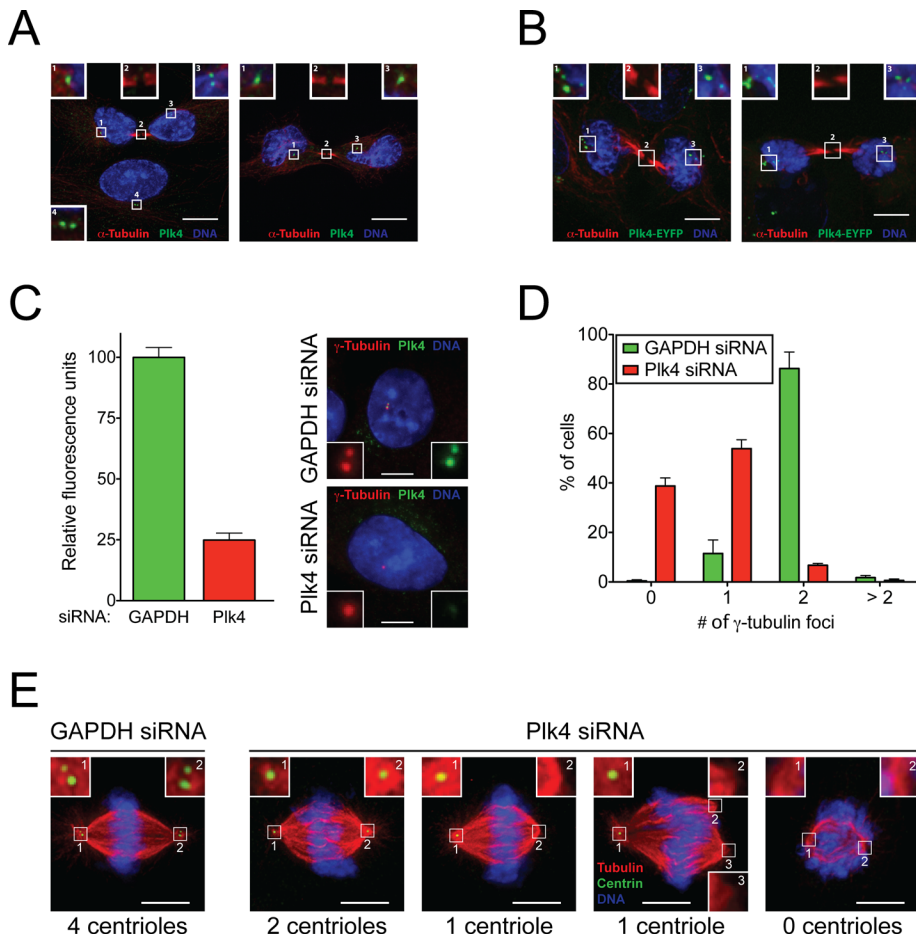 A
B
1
2
3
1
2
3
1
2
3
4
1
2
3
4
α-Tubulin Plk4 DNA
α-Tubulin Plk4 DNA
1
2
3
1
2
3
1
2
3
1
2
3
α-Tubulin Plk4-EYFP DNA
α-Tubulin Plk4-EYFP DNA
C
Relative fluorescence units
100
75
50
25
0
siRNA: GAPDH Plk4
GAPDH siRNA
γ-Tubulin Plk4 DNA
Plk4 siRNA
γ-Tubulin Plk4 DNA
D
% of cells
100
80
60
40
20
0
GAPDH siRNA
Plk4 siRNA
0 1 2 > 2
# of γ-tubulin foci
E
GAPDH siRNA
Plk4 siRNA
1
2
1
2
1
2
1
2
1
2
1
2
1
2
1
2
3
Tubulin
Centrin
DNA
3
1
2
1
2
4 centrioles
2 centrioles
1 centriole
1 centriole
0 centrioles